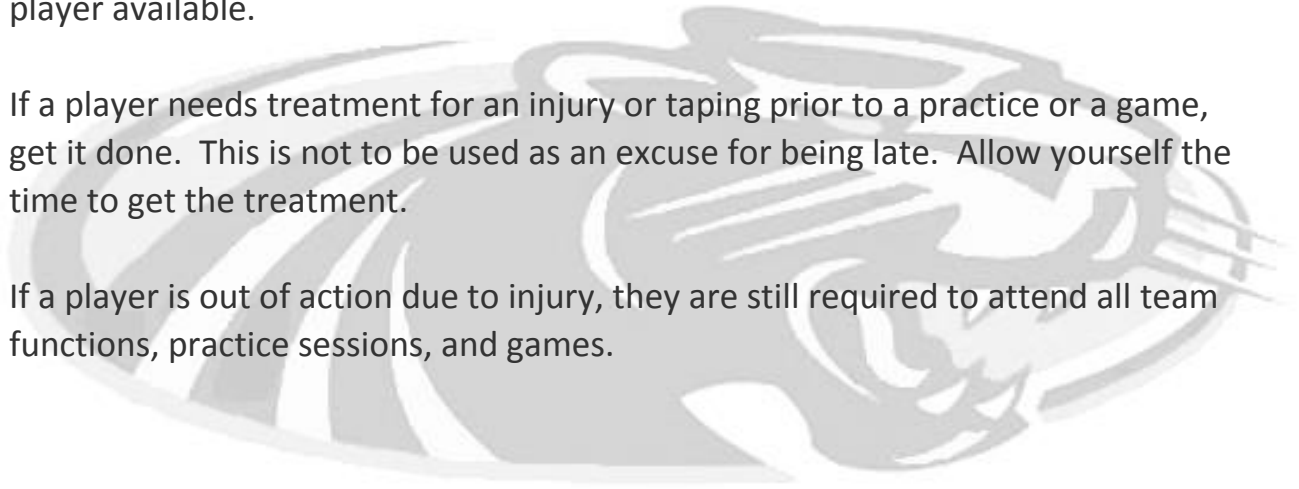 player available.
If a player needs treatment for an injury or taping prior to a practice or a game,
get it done.  This is not to be used as an excuse for being late.  Allow yourself the
time to get the treatment.
If a player is out of action due to injury, they are still required to attend all team
functions, practice sessions, and games.